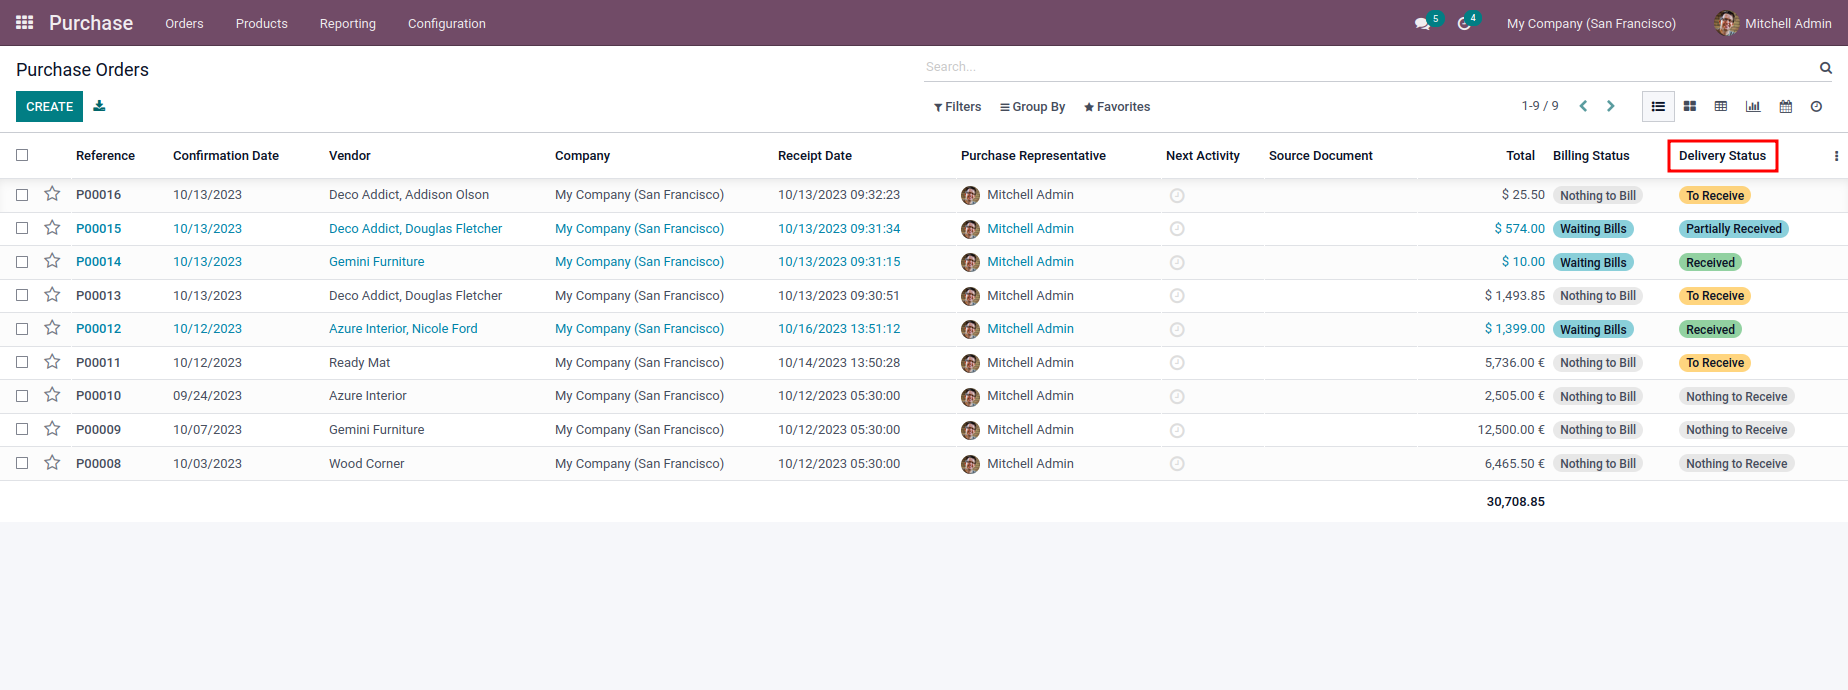 Purchase Orders Products Reporting Configuration 5 4 My Company (San Francisco) Mitchell Admin
Purchase Orders Search...
CREATE Filters Group By Favorites 1-9 / 9
Reference Confirmation Date Vendor Company Receipt Date Purchase Representative Next Activity Source Document Total Billing Status Delivery Status
P00016 10/13/2023 Deco Addict, Addison Olson My Company (San Francisco) 10/13/2023 09:32:23 Mitchell Admin $ 25.50 Nothing to Bill To Receive
P00015 10/13/2023 Deco Addict, Douglas Fletcher My Company (San Francisco) 10/13/2023 09:31:34 Mitchell Admin $ 574.00 Waiting Bills Partially Received
P00014 10/13/2023 Gemini Furniture My Company (San Francisco) 10/13/2023 09:31:15 Mitchell Admin $ 10.00 Waiting Bills Received
P00013 10/13/2023 Deco Addict, Douglas Fletcher My Company (San Francisco) 10/13/2023 09:30:51 Mitchell Admin $ 1,493.85 Nothing to Bill To Receive
P00012 10/12/2023 Azure Interior, Nicole Ford My Company (San Francisco) 10/16/2023 13:51:12 Mitchell Admin $ 1,399.00 Waiting Bills Received
P00011 10/12/2023 Ready Mat My Company (San Francisco) 10/14/2023 13:50:28 Mitchell Admin 5,736.00 € Nothing to Bill To Receive
P00010 09/24/2023 Azure Interior My Company (San Francisco) 10/12/2023 05:30:00 Mitchell Admin 2,505.00 € Nothing to Bill Nothing to Receive
P00009 10/07/2023 Gemini Furniture My Company (San Francisco) 10/12/2023 05:30:00 Mitchell Admin 12,500.00 € Nothing to Bill Nothing to Receive
P00008 10/03/2023 Wood Corner My Company (San Francisco) 10/12/2023 05:30:00 Mitchell Admin 6,465.50 € Nothing to Bill Nothing to Receive
30,708.85